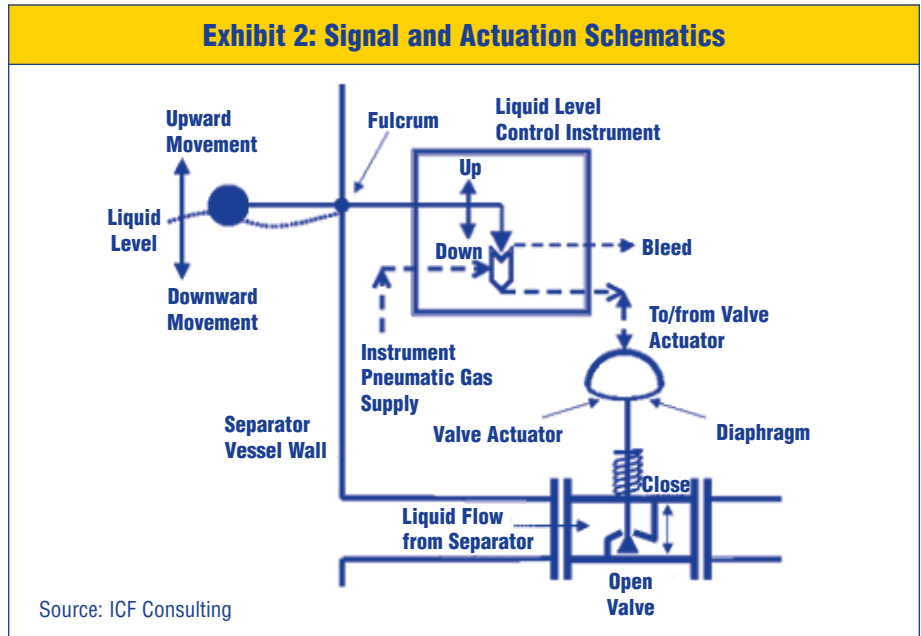 Exhibit 2: Signal and Actuation Schematics
Upward
Movement
Fulcrum
Liquid Level
Control Instrument
Up
Liquid
Level
Down
Bleed
Downward
Movement
To/from Valve
Actuator
Instrument
Pneumatic Gas
Supply
Separator
Vessel Wall
Valve Actuator
Diaphragm
Close
Liquid Flow
from Separator
Open
Valve
Source: ICF Consulting